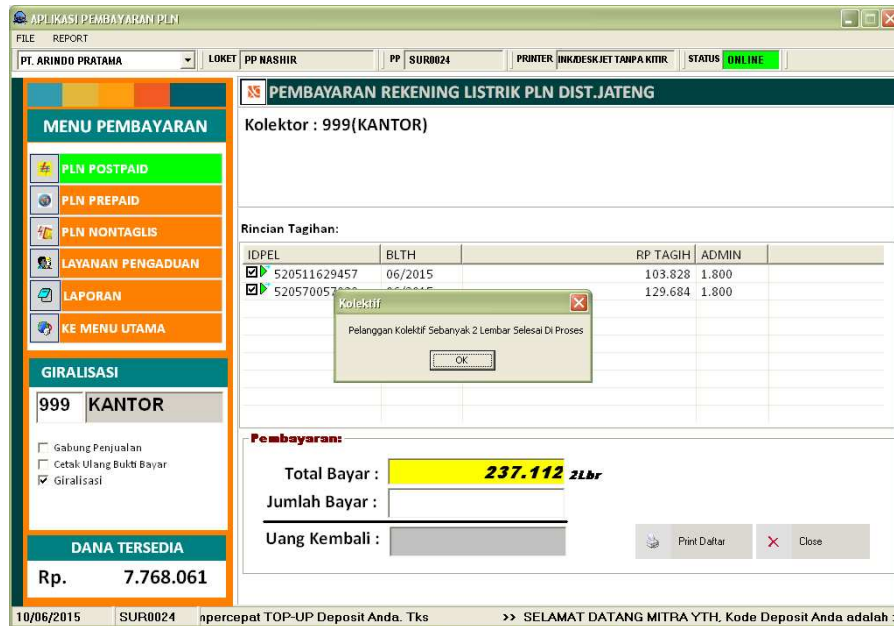 APLIKASI PEMBAYARAN PLN
FILE REPORT
PT. ARINDO PRATAMA LOKET PP NASHIR PP SUR0024 PRINTER INK/DESKJET TANPA KITIR STATUS ONLINE
PEMBAYARAN REKENING LISTRIK PLN DIST.JATENG
MENU PEMBAYARAN
Kolektor : 999(KANTOR)
PLN POSTPAID
PLN PREPAID
PLN NONTAGLIS
LAYANAN PENGADUAN
LAPORAN
KE MENU UTAMA
Rincian Tagihan:
IDPEL BLTH RP TAGIH ADMIN
520511629457 06/2015 103.828 1.800
129.684 1.800
Kolektif
Pelanggan Kolektif Sebanyak 2 Lembar Selesai Di Proses
OK
GIRALISASI
999 KANTOR
Gabung Penjualan
Cetak Ulang Bukti Bayar
Giralisasi
Pembayaran:
Total Bayar : 237.112 2Lbr
Jumlah Bayar :
Uang Kembali :
Print Daftar Close
DANA TERSEDIA
Rp. 7.768.061
10/06/2015 SUR0024 npercepat TOP-UP Deposit Anda. Tks >> SELAMAT DATANG MITRA YTH, Kode Deposit Anda adalah :